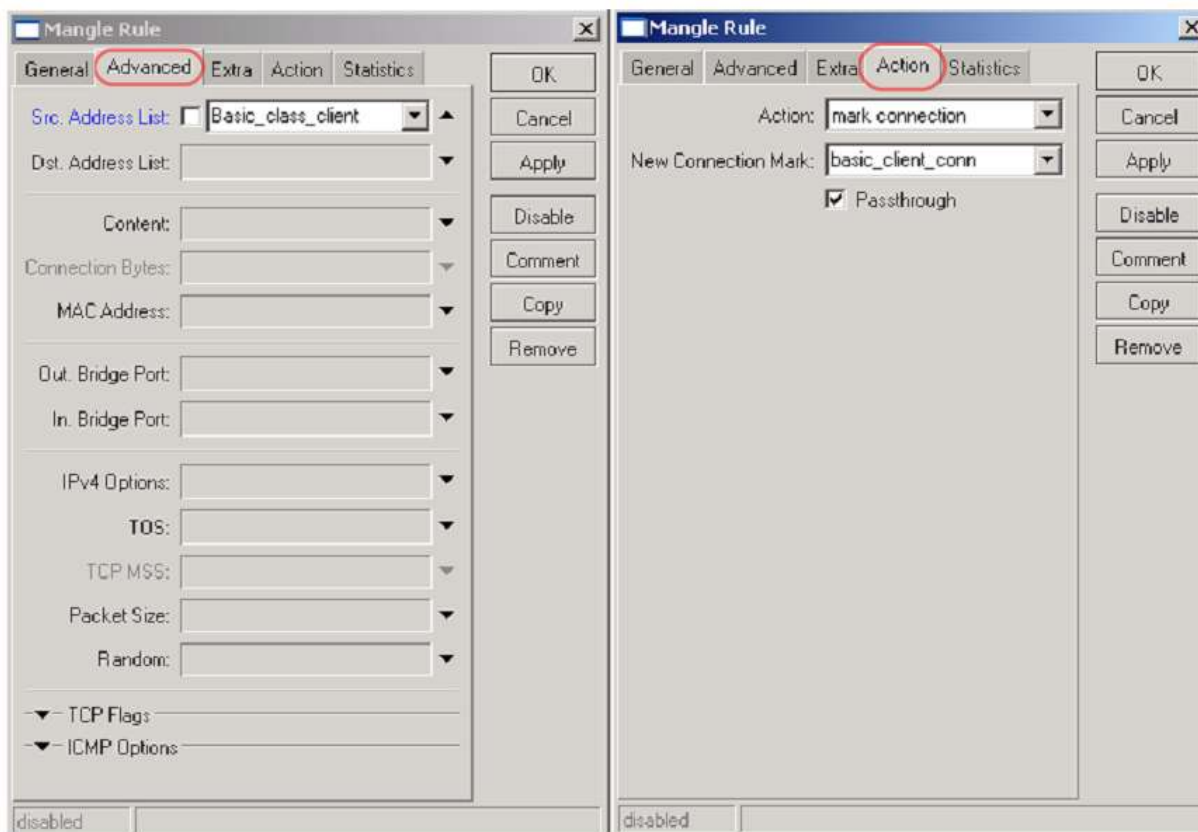 Mangle Rule
General Advanced Extra Action Statistics
Src. Address List: Basic_class_client
Dst. Address List:
Content:
Connection Bytes:
MAC Address:
Out. Bridge Port:
In. Bridge Port:
IPv4 Options:
TOS:
TCP MSS:
Packet Size:
Random:
TCP Flags
ICMP Options
OK
Cancel
Apply
Disable
Comment
Copy
Remove
disabled
Mangle Rule
General Advanced Extra Action Statistics
Action: mark connection
New Connection Mark: basic_client_conn
Passthrough
OK
Cancel
Apply
Disable
Comment
Copy
Remove
disabled